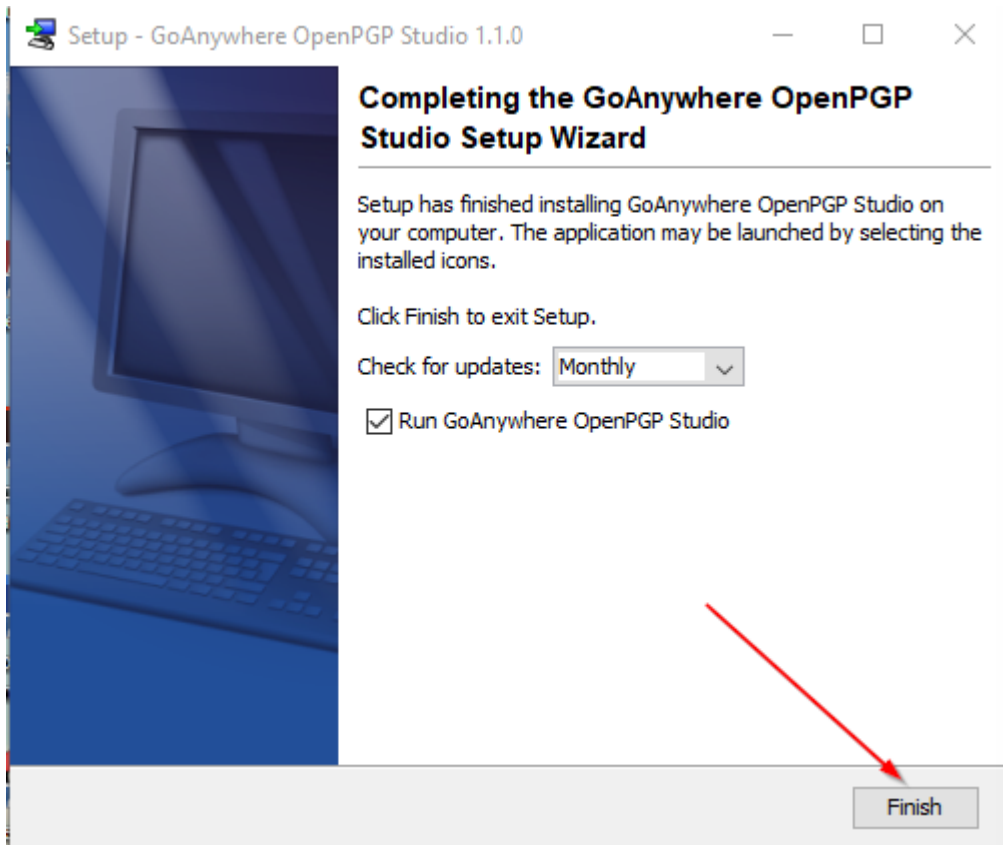 Setup - GoAnywhere OpenPGP Studio 1.1.0
Completing the GoAnywhere OpenPGP
Studio Setup Wizard
Setup has finished installing GoAnywhere OpenPGP Studio on
your computer. The application may be launched by selecting the
installed icons.
Click Finish to exit Setup.
Check for updates: Monthly
Run GoAnywhere OpenPGP Studio
Finish